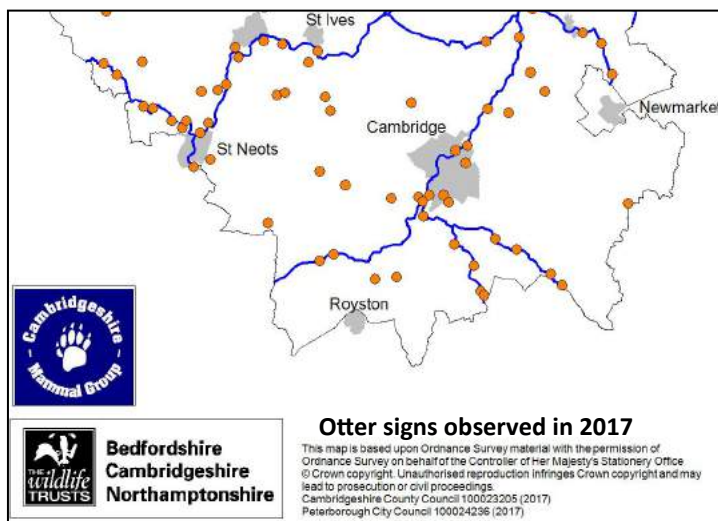 St Ives
Newmarket
Cambridge
St Neots
Royston
Cambridgeshire
Mammal Group
Otter signs observed in 2017
THE
wildlife
TRUSTS
Bedfordshire
Cambridgeshire
Northamptonshire
This map is based upon Ordnance Survey material with the permission of
Ordnance Survey on behalf of the Controller of Her Majesty's Stationery Office
© Crown copyright. Unauthorised reproduction infringes Crown copyright and may
lead to prosecution or civil proceedings.
Cambridgeshire County Council 100023205 (2017)
Peterborough City Council 100024236 (2017)